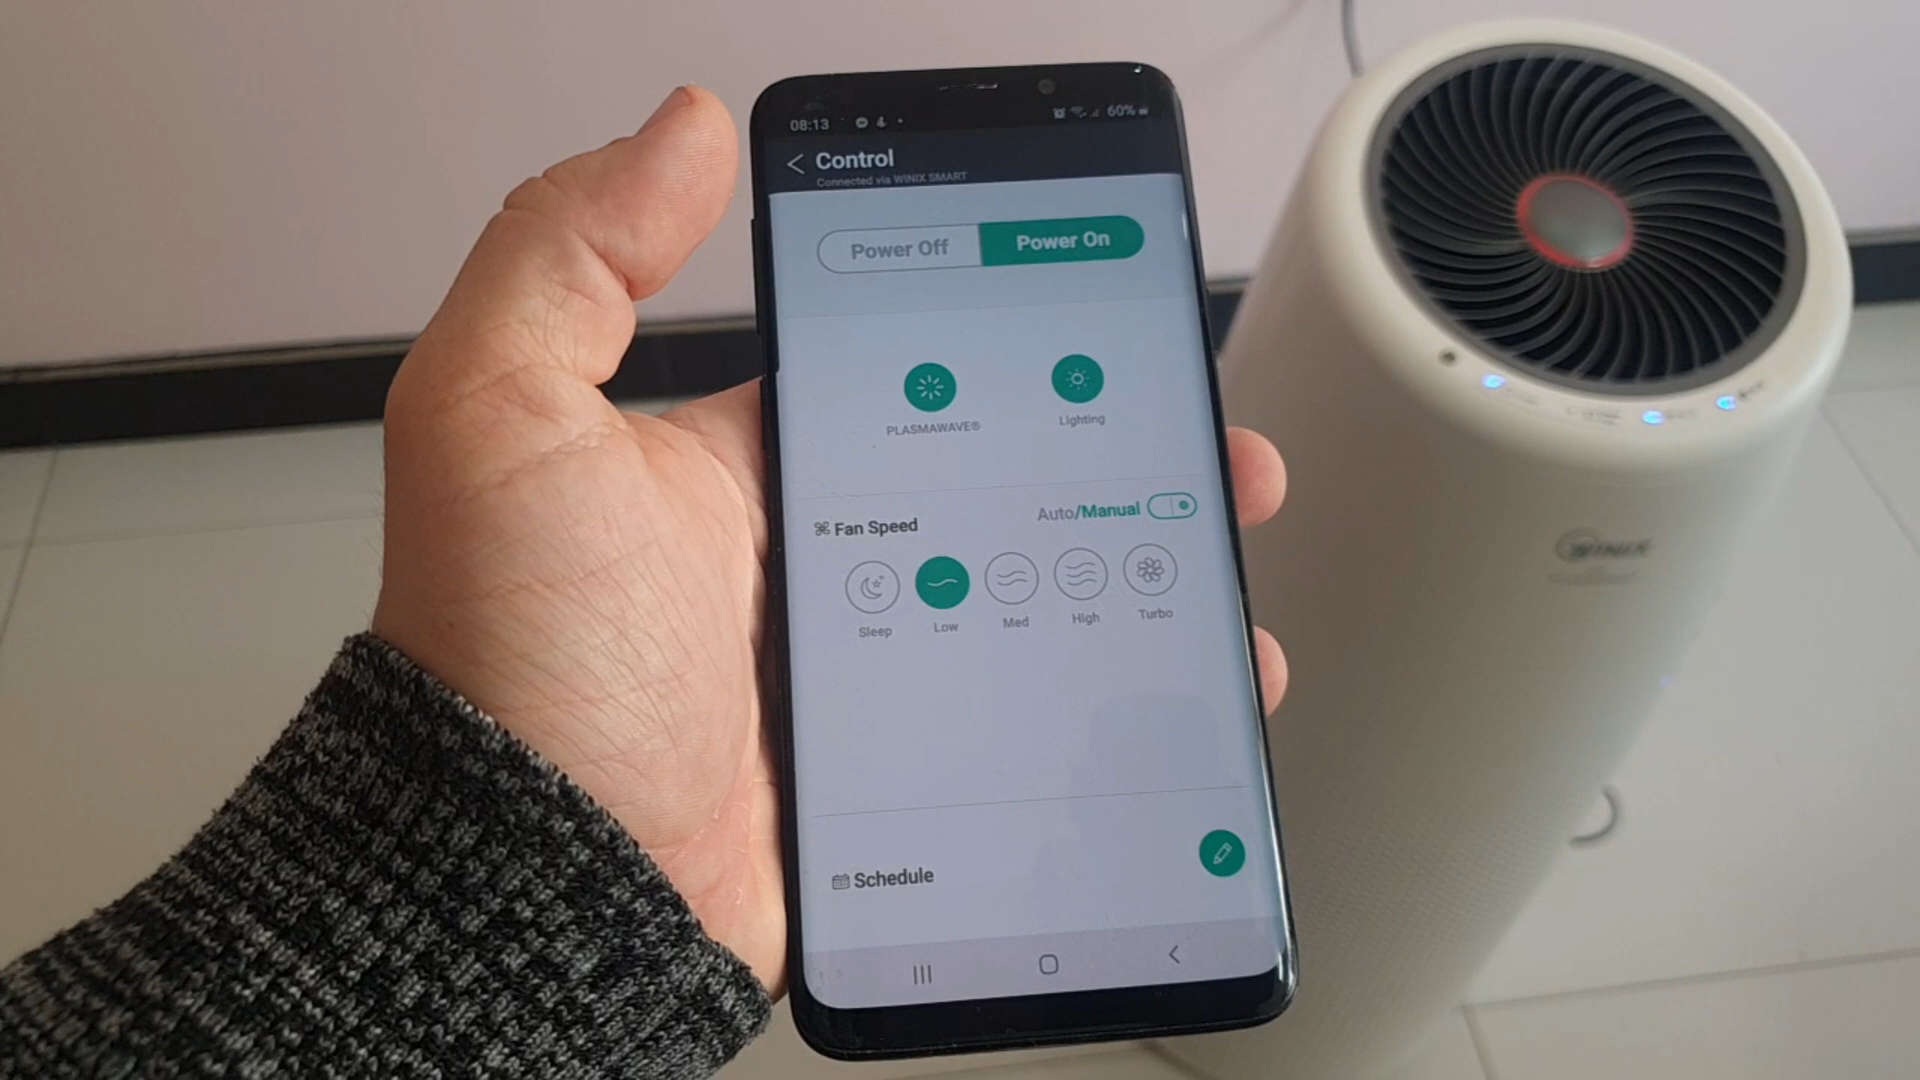 08:13
60%
Control
Connected via WINIX SMART
Power Off
Power On
PLASMAWAVE®
Lighting
Fan Speed
Auto/Manual
Sleep
Low
Med
High
Turbo
Schedule
WINIX